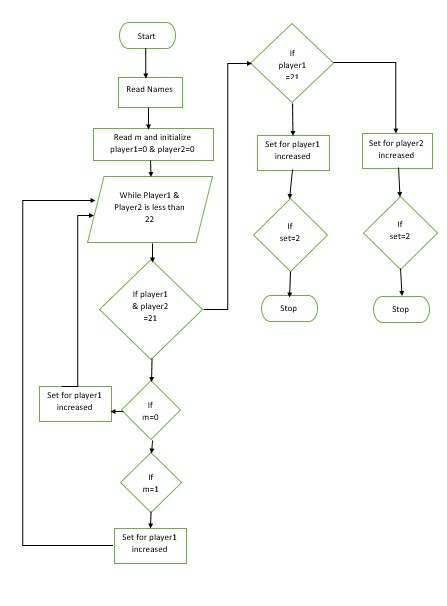 Start
Read Names
Read m and initialize
player1=0 & player2=0
While Player1 &
Player2 is less than
22
If player1
& player2
=21
If
m=0
Set for player1
increased
If
m=1
Set for player1
increased
If
player1
=21
Set for player1
increased
If
set=2
Stop
Set for player2
increased
If
set=2
Stop